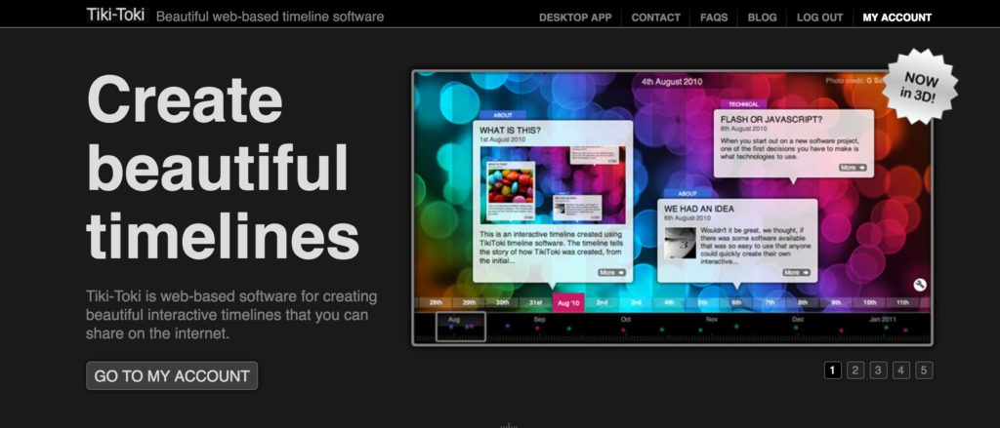 Tiki-Toki Beautiful web-based timeline software
DESKTOP APP
CONTACT
FAQS
BLOG
LOG OUT
MY ACCOUNT
Create
beautiful
timelines
Tiki-Toki is web-based software for creating
beautiful interactive timelines that you can
share on the internet.
GO TO MY ACCOUNT
4th August 2010
Photo credit: G
NOW
in 3D!
ABOUT
WHAT IS THIS?
1st August 2010
This is an interactive timeline created using
TikiToki timeline software. The timeline tells
the story of how TikiToki was created, from
the initial...
More
TECHNICAL
FLASH OR JAVASCRIPT?
8th August 2010
When you start out on a new software project,
one of the first decisions you have to make is
what technologies to use.
More
ABOUT
WE HAD AN IDEA
6th August 2010
Wouldn't it be great, we thought, if
there was some software available
that was so easy to use that anyone
could quickly create their own
interactive...
More
28th 29th 30th 31st Aug '10 2nd 3rd 4th 5th 6th 7th 8th 9th 10th 11th
Aug Sep Oct Nov Dec Jan 2011
1 2 3 4 5